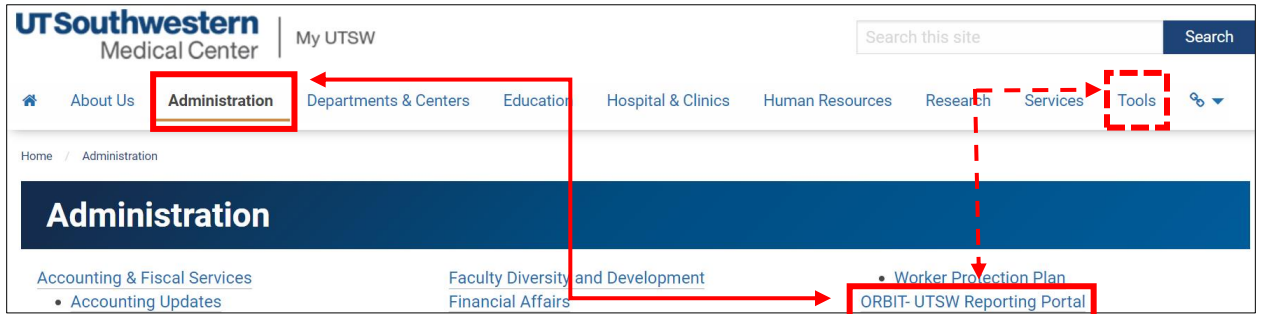 UTSouthwestern
Medical Center
My UTSW
Search this site
Search
About Us Administration Departments & Centers Education Hospital & Clinics Human Resources Research Services Tools
Home / Administration
Administration
Accounting & Fiscal Services
• Accounting Updates
Faculty Diversity and Development
Financial Affairs
• Worker Protection Plan
ORBIT- UTSW Reporting Portal